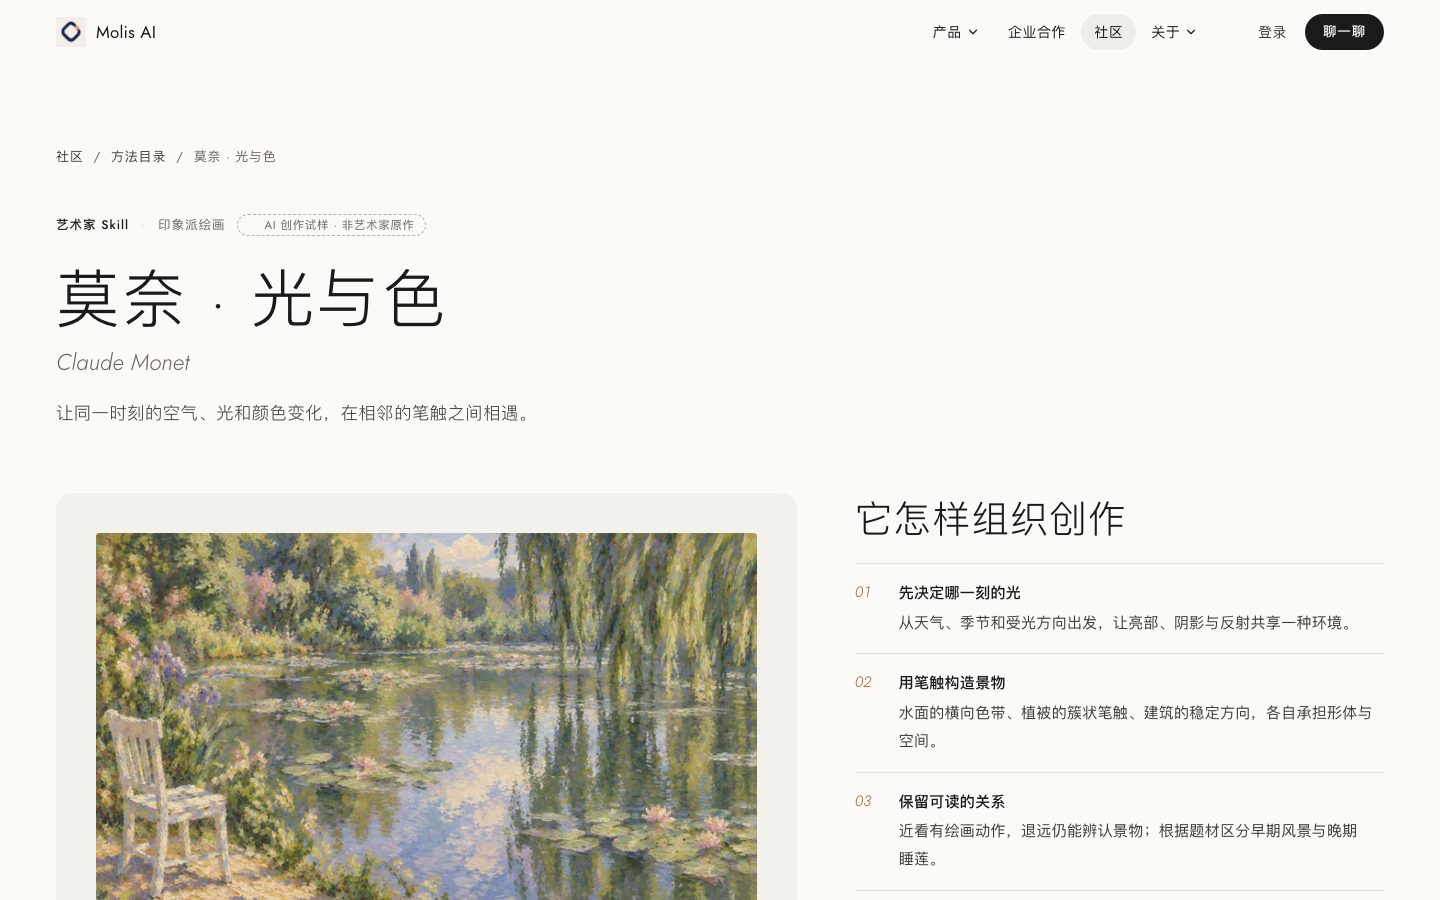 Molis AI
产品
企业合作
社区
关于
登录
聊一聊
社区 / 方法目录 / 莫奈 · 光与色
艺术家 Skill · 印象派绘画 · AI 创作试样 · 非艺术家原作
莫奈 · 光与色
Claude Monet
让同一时刻的空气、光和颜色变化，在相邻的笔触之间相遇。
它怎样组织创作
01 先决定哪一刻的光
从天气、季节和受光方向出发，让亮部、阴影与反射共享一种环境。
02 用笔触构造景物
水面的横向色带、植被的簇状笔触、建筑的稳定方向，各自承担形体与
空间。
03 保留可读的关系
近看有绘画动作，退远仍能辨认景物；根据题材区分早期风景与晚期
睡莲。